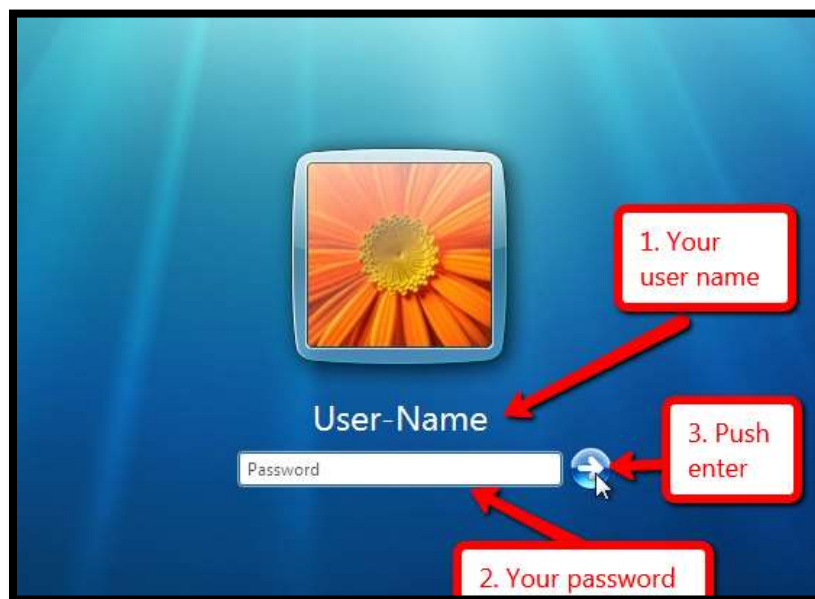 1. Your
user name
User-Name
3. Push
enter
Password
2. Your password